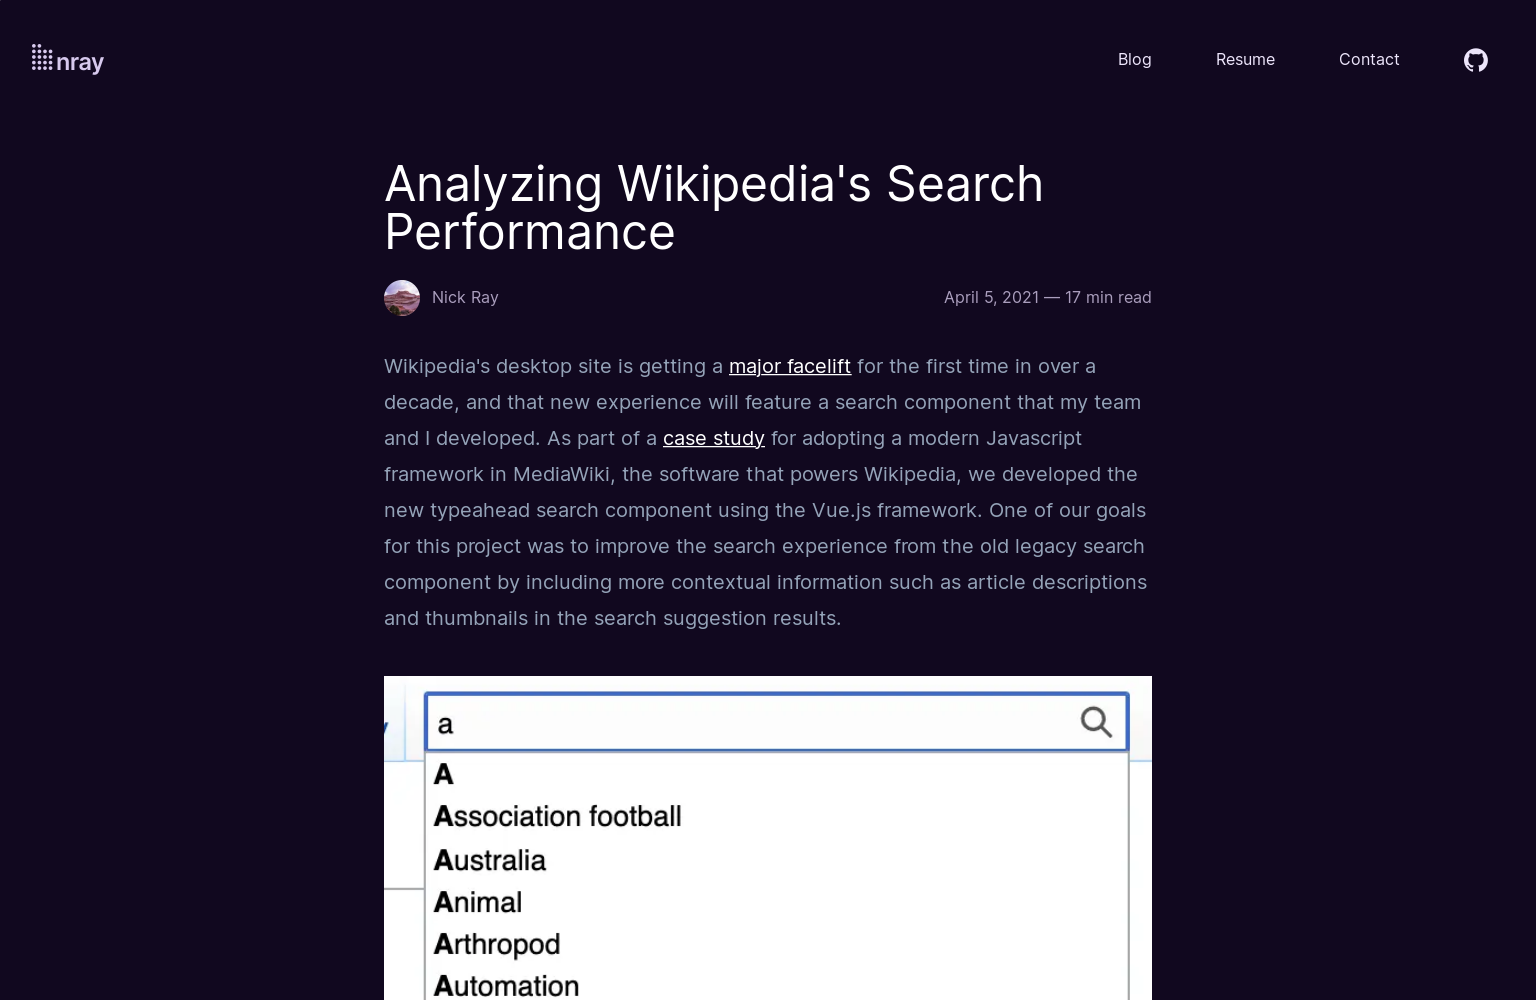 nray
Blog
Resume
Contact
Analyzing Wikipedia's Search
Performance
Nick Ray
April 5, 2021 — 17 min read
Wikipedia's desktop site is getting a major facelift for the first time in over a
decade, and that new experience will feature a search component that my team
and I developed. As part of a case study for adopting a modern Javascript
framework in MediaWiki, the software that powers Wikipedia, we developed the
new typeahead search component using the Vue.js framework. One of our goals
for this project was to improve the search experience from the old legacy search
component by including more contextual information such as article descriptions
and thumbnails in the search suggestion results.
a
A
Association football
Australia
Animal
Arthropod
Automation